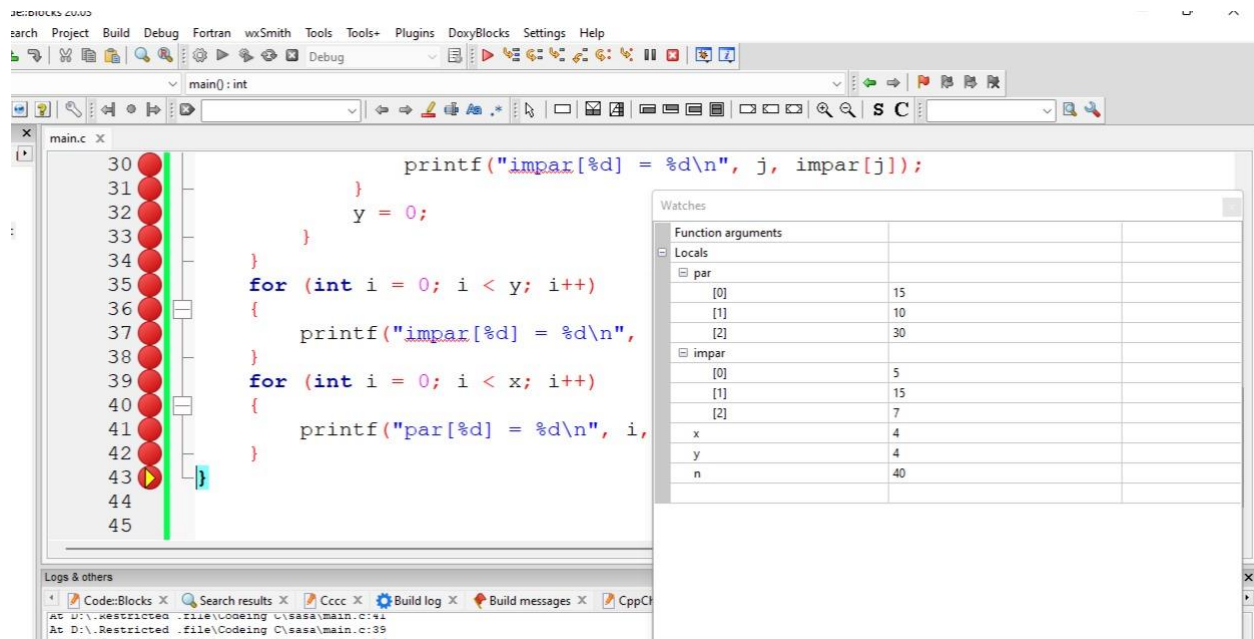 de::Blocks 20.03
earch Project Build Debug Fortran wxSmith Tools Tools+ Plugins DoxyBlocks Settings Help
Debug
main() : int
S C
main.c X
30 printf("impar[%d] = %d\n", j, impar[j]);
31 }
32 y = 0;
33 }
34 }
35 for (int i = 0; i < y; i++)
36 {
37 printf("impar[%d] = %d\n",
38 }
39 for (int i = 0; i < x; i++)
40 {
41 printf("par[%d] = %d\n", i,
42 }
43 }
44
45
Watches
Function arguments
Locals
par
[0] 15
[1] 10
[2] 30
impar
[0] 5
[1] 15
[2] 7
x 4
y 4
n 40
Logs & others
Code::Blocks X Search results X Cccc X Build log X Build messages X CppCh
At D:\.Restricted .file\Codeing C\sasa\main.c:41
At D:\.Restricted .file\Codeing C\sasa\main.c:39